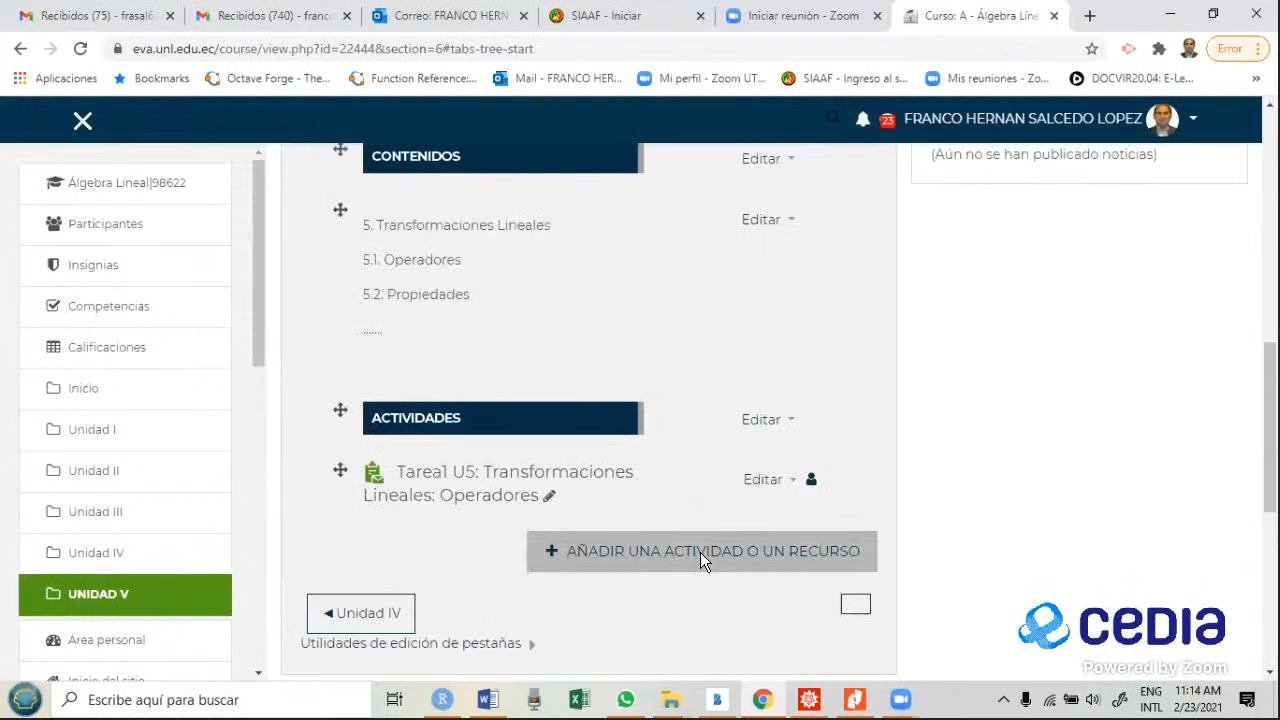 Recibidos (75) - frasal6
Recibidos (740) - franc
Correo: FRANCO HERN
SIAAF - Iniciar
Iniciar reunión - Zoom
Curso: A - Álgebra Líne
eva.unl.edu.ec/course/view.php?id=22444&section=6#tabs-tree-start
Error
Aplicaciones
Bookmarks
Octave Forge - The...
Function Reference:...
Mail - FRANCO HER...
Mi perfil - Zoom UT...
SIAAF - Ingreso al s...
Mis reuniones - Zo...
DOCVIR20.04: E-Le...
»
23
FRANCO HERNAN SALCEDO LOPEZ
(Aún no se han publicado noticias)
Álgebra Lineal|98622
Participantes
Insignias
Competencias
Calificaciones
Inicio
Unidad I
Unidad II
Unidad III
Unidad IV
UNIDAD V
Área personal
Inicio del sitio
CONTENIDOS
Editar
5. Transformaciones Lineales
Editar
5.1. Operadores
5.2. Propiedades
.......
ACTIVIDADES
Editar
Tarea1 U5: Transformaciones
Lineales: Operadores
Editar
+ AÑADIR UNA ACTIVIDAD O UN RECURSO
◄ Unidad IV
Utilidades de edición de pestañas
CEDIA
Powered by Zoom
Escribe aquí para buscar
ENG
INTL
11:14 AM
2/23/2021